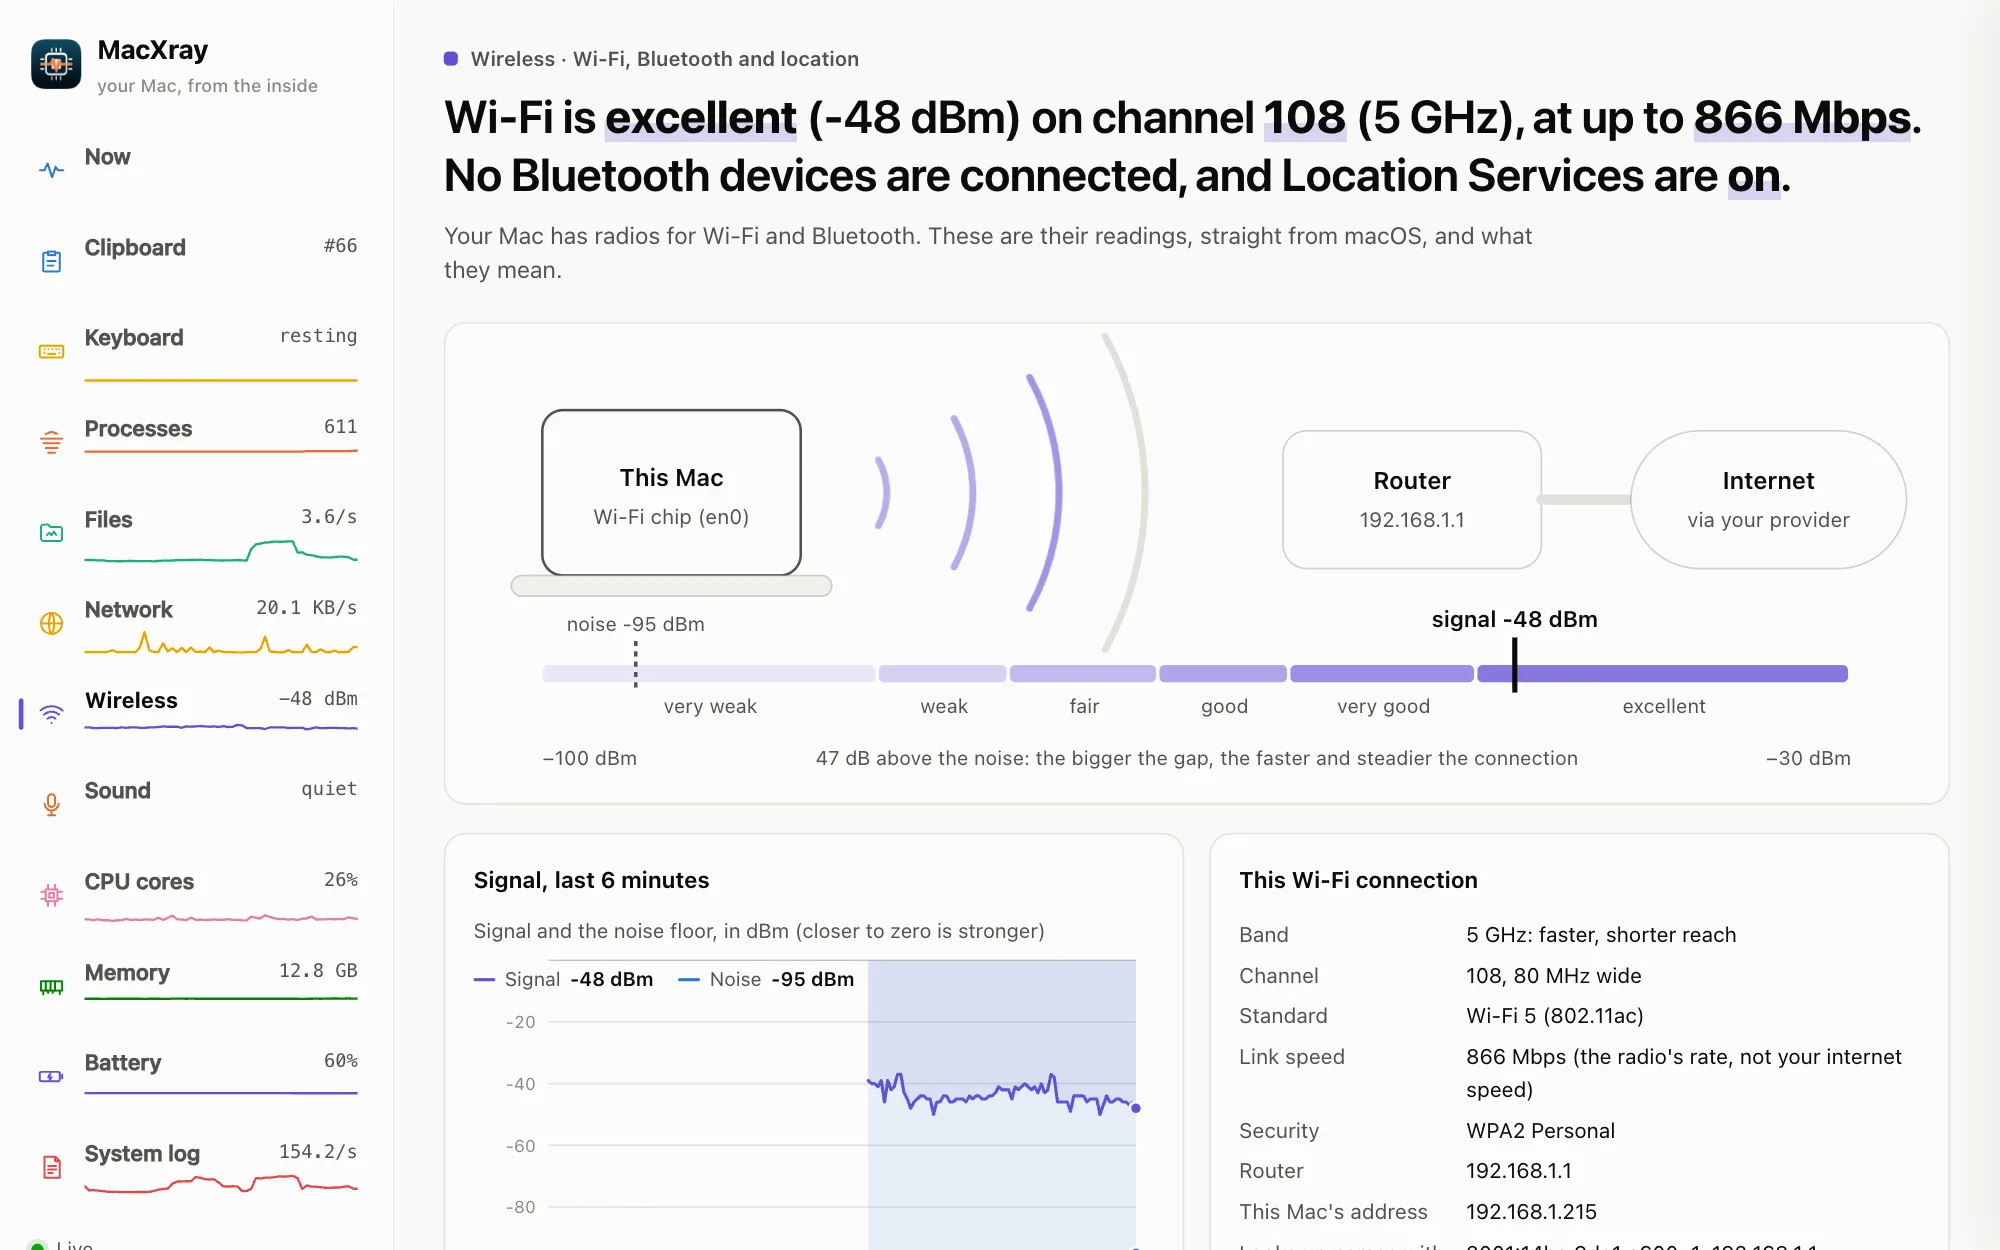 MacXray
your Mac, from the inside
Now
Clipboard #66
Keyboard resting
Processes 611
Files 3.6/s
Network 20.1 KB/s
Wireless −48 dBm
Sound quiet
CPU cores 26%
Memory 12.8 GB
Battery 60%
System log 154.2/s
Live
Wireless · Wi-Fi, Bluetooth and location
Wi-Fi is excellent (-48 dBm) on channel 108 (5 GHz), at up to 866 Mbps.
No Bluetooth devices are connected, and Location Services are on.
Your Mac has radios for Wi-Fi and Bluetooth. These are their readings, straight from macOS, and what
they mean.
This Mac
Wi-Fi chip (en0)
Router
192.168.1.1
Internet
via your provider
noise -95 dBm
signal -48 dBm
very weak weak fair good very good excellent
−100 dBm 47 dB above the noise: the bigger the gap, the faster and steadier the connection −30 dBm
Signal, last 6 minutes
Signal and the noise floor, in dBm (closer to zero is stronger)
Signal -48 dBm Noise -95 dBm
-20
-40
-60
-80
This Wi-Fi connection
Band 5 GHz: faster, shorter reach
Channel 108, 80 MHz wide
Standard Wi-Fi 5 (802.11ac)
Link speed 866 Mbps (the radio's rate, not your internet
speed)
Security WPA2 Personal
Router 192.168.1.1
This Mac's address 192.168.1.215